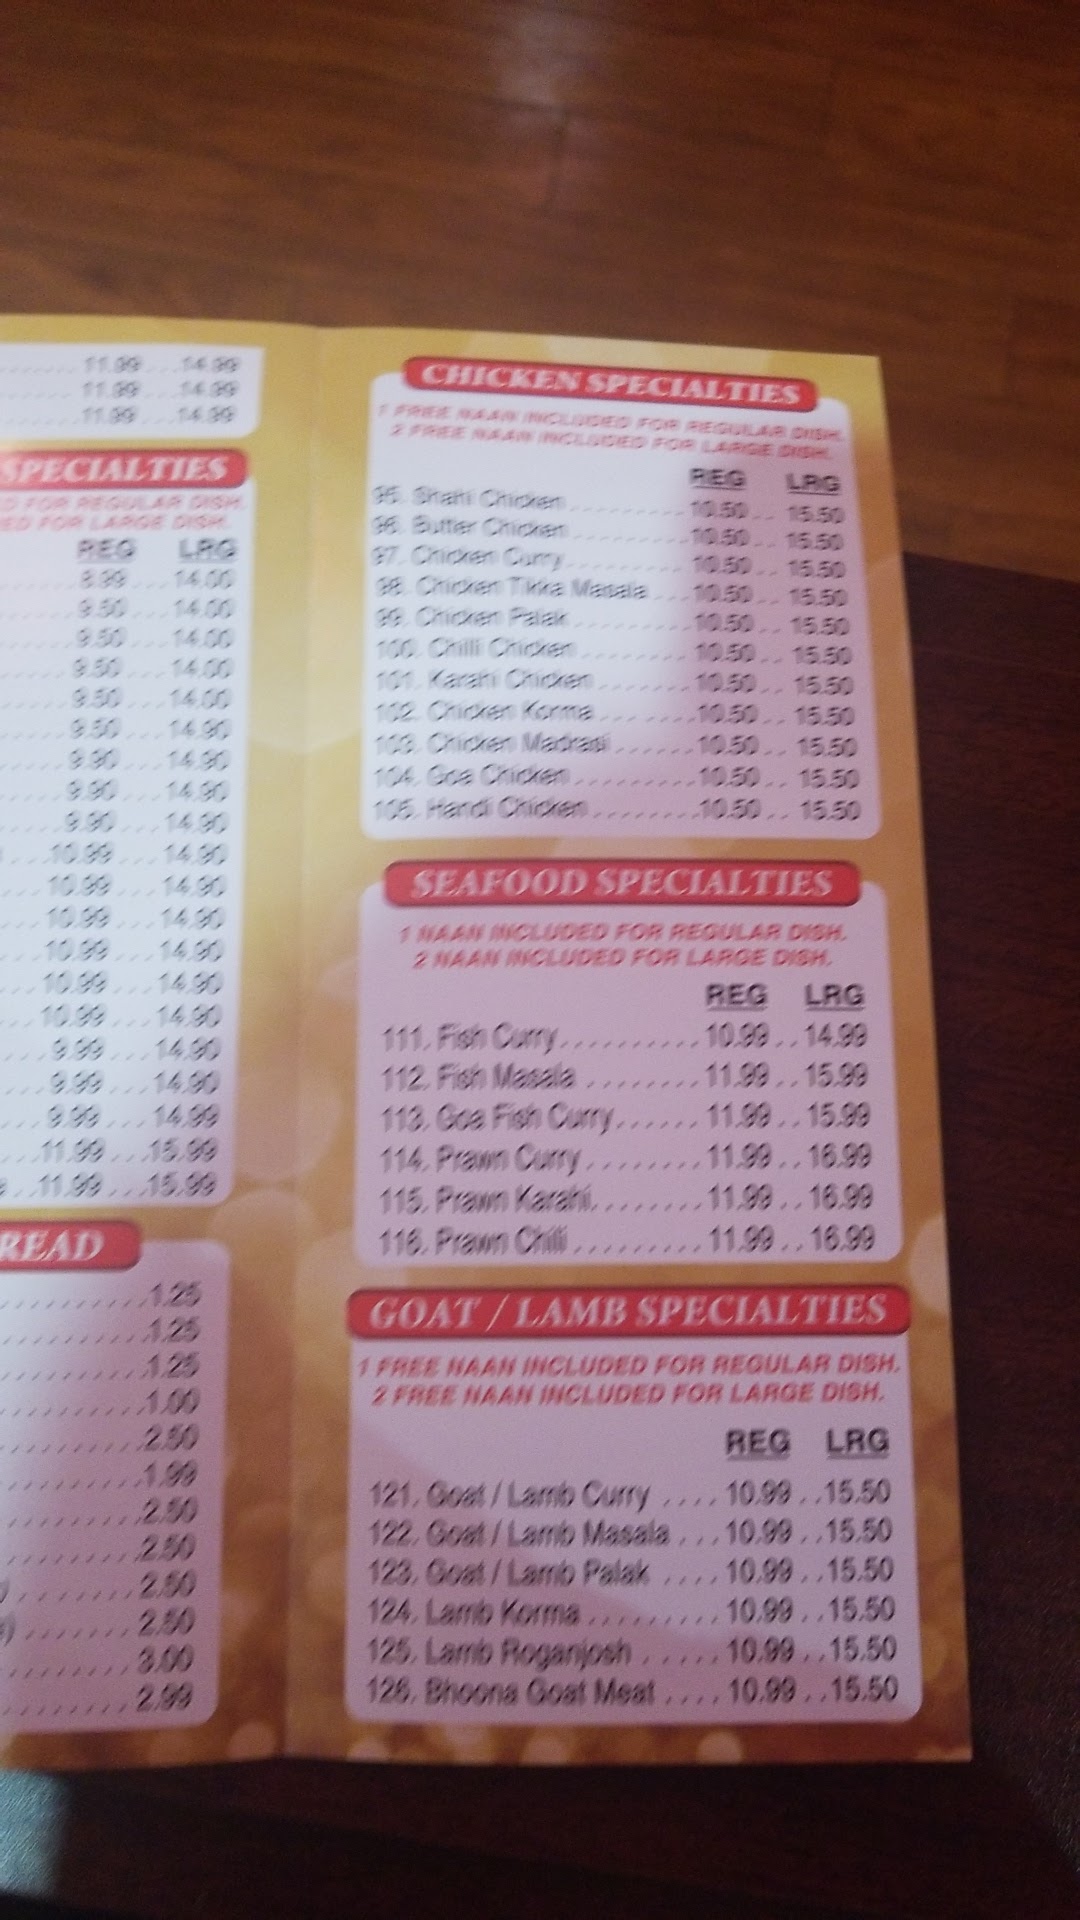 11.99 14.99
11.99 14.99
11.99 14.99
SPECIALTIES
D FOR REGULAR DISH.
ED FOR LARGE DISH.
REG LRG
8.99 14.00
9.50 14.00
9.50 14.00
9.50 14.00
9.50 14.00
9.50 14.90
9.90 14.90
9.90 14.90
9.90 14.90
10.99 14.90
10.99 14.90
10.99 14.90
10.99 14.90
10.99 14.90
10.99 14.90
9.99 14.90
9.99 14.90
9.99 14.99
11.99 15.99
11.99 15.99
READ
1.25
1.25
1.25
1.00
2.50
1.99
2.50
2.50
2.50
2.50
3.00
2.99
CHICKEN SPECIALTIES
1 FREE NAAN INCLUDED FOR REGULAR DISH.
2 FREE NAAN INCLUDED FOR LARGE DISH.
REG LRG
95. Shahi Chicken 10.50 15.50
96. Butter Chicken 10.50 15.50
97. Chicken Curry 10.50 15.50
98. Chicken Tikka Masala 10.50 15.50
99. Chicken Palak 10.50 15.50
100. Chilli Chicken 10.50 15.50
101. Karahi Chicken 10.50 15.50
102. Chicken Korma 10.50 15.50
103. Chicken Madrasi 10.50 15.50
104. Goa Chicken 10.50 15.50
105. Handi Chicken 10.50 15.50
SEAFOOD SPECIALTIES
1 NAAN INCLUDED FOR REGULAR DISH.
2 NAAN INCLUDED FOR LARGE DISH.
REG LRG
111. Fish Curry 10.99 14.99
112. Fish Masala 11.99 15.99
113. Goa Fish Curry 11.99 15.99
114. Prawn Curry 11.99 16.99
115. Prawn Karahi 11.99 16.99
116. Prawn Chili 11.99 16.99
GOAT / LAMB SPECIALTIES
1 FREE NAAN INCLUDED FOR REGULAR DISH.
2 FREE NAAN INCLUDED FOR LARGE DISH.
REG LRG
121. Goat / Lamb Curry 10.99 15.50
122. Goat / Lamb Masala 10.99 15.50
123. Goat / Lamb Palak 10.99 15.50
124. Lamb Korma 10.99 15.50
125. Lamb Roganjosh 10.99 15.50
126. Bhoona Goat Meat 10.99 15.50